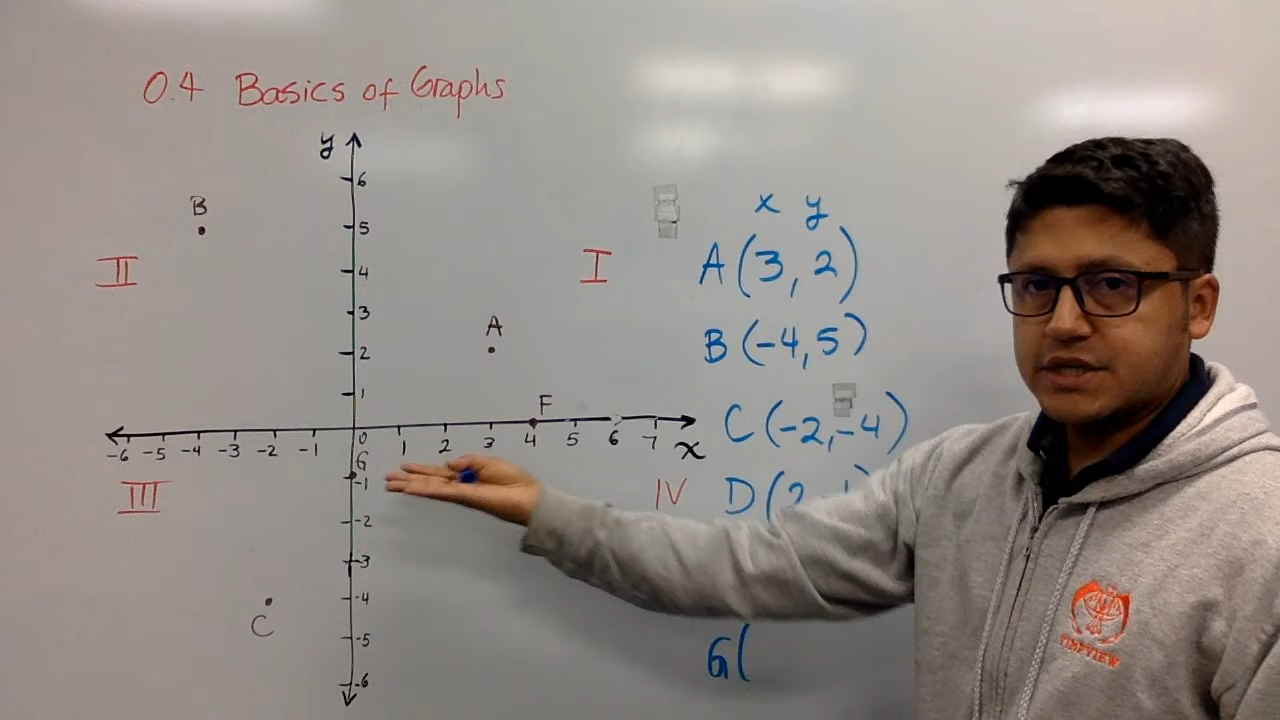 0.4 Basics of Graphs
y
6
B
5
II
I
4
3
A
2
1
F
-6 -5 -4 -3 -2 -1 0 1 2 3 4 5 6 7 x
G
-1
III
IV
-2
-3
-4
C
-5
-6
x y
A (3, 2)
B (-4, 5)
C (-2, -4)
D (2,
G (
TIMPVIEW